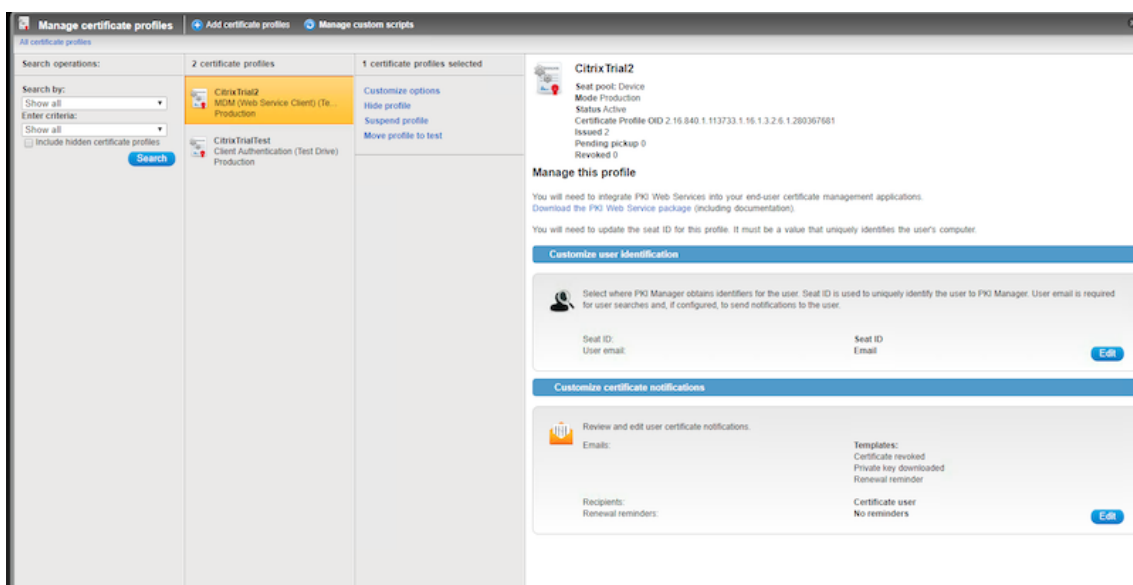 Manage certificate profiles
Add certificate profiles
Manage custom scripts
All certificate profiles
Search operations:
Search by:
Show all
Enter criteria:
Show all
Include hidden certificate profiles
Search
2 certificate profiles
CitrixTrial2
MDM (Web Service Client) (Te...
Production
CitrixTrialTest
Client Authentication (Test Drive)
Production
1 certificate profiles selected
Customize options
Hide profile
Suspend profile
Move profile to test
CitrixTrial2
Seat pool: Device
Mode Production
Status Active
Certificate Profile OID 2.16.840.1.113733.1.16.1.3.2.6.1.280367681
Issued 2
Pending pickup 0
Revoked 0
Manage this profile
You will need to integrate PKI Web Services into your end-user certificate management applications.
Download the PKI Web Service package (including documentation).
You will need to update the seat ID for this profile. It must be a value that uniquely identifies the user's computer.
Customize user identification
Select where PKI Manager obtains identifiers for the user. Seat ID is used to uniquely identify the user to PKI Manager. User email is required
for user searches and, if configured, to send notifications to the user.
Seat ID: Seat ID
User email: Email
Edit
Customize certificate notifications
Review and edit user certificate notifications.
Emails: Templates:
Certificate revoked
Private key downloaded
Renewal reminder
Recipients: Certificate user
Renewal reminders: No reminders
Edit